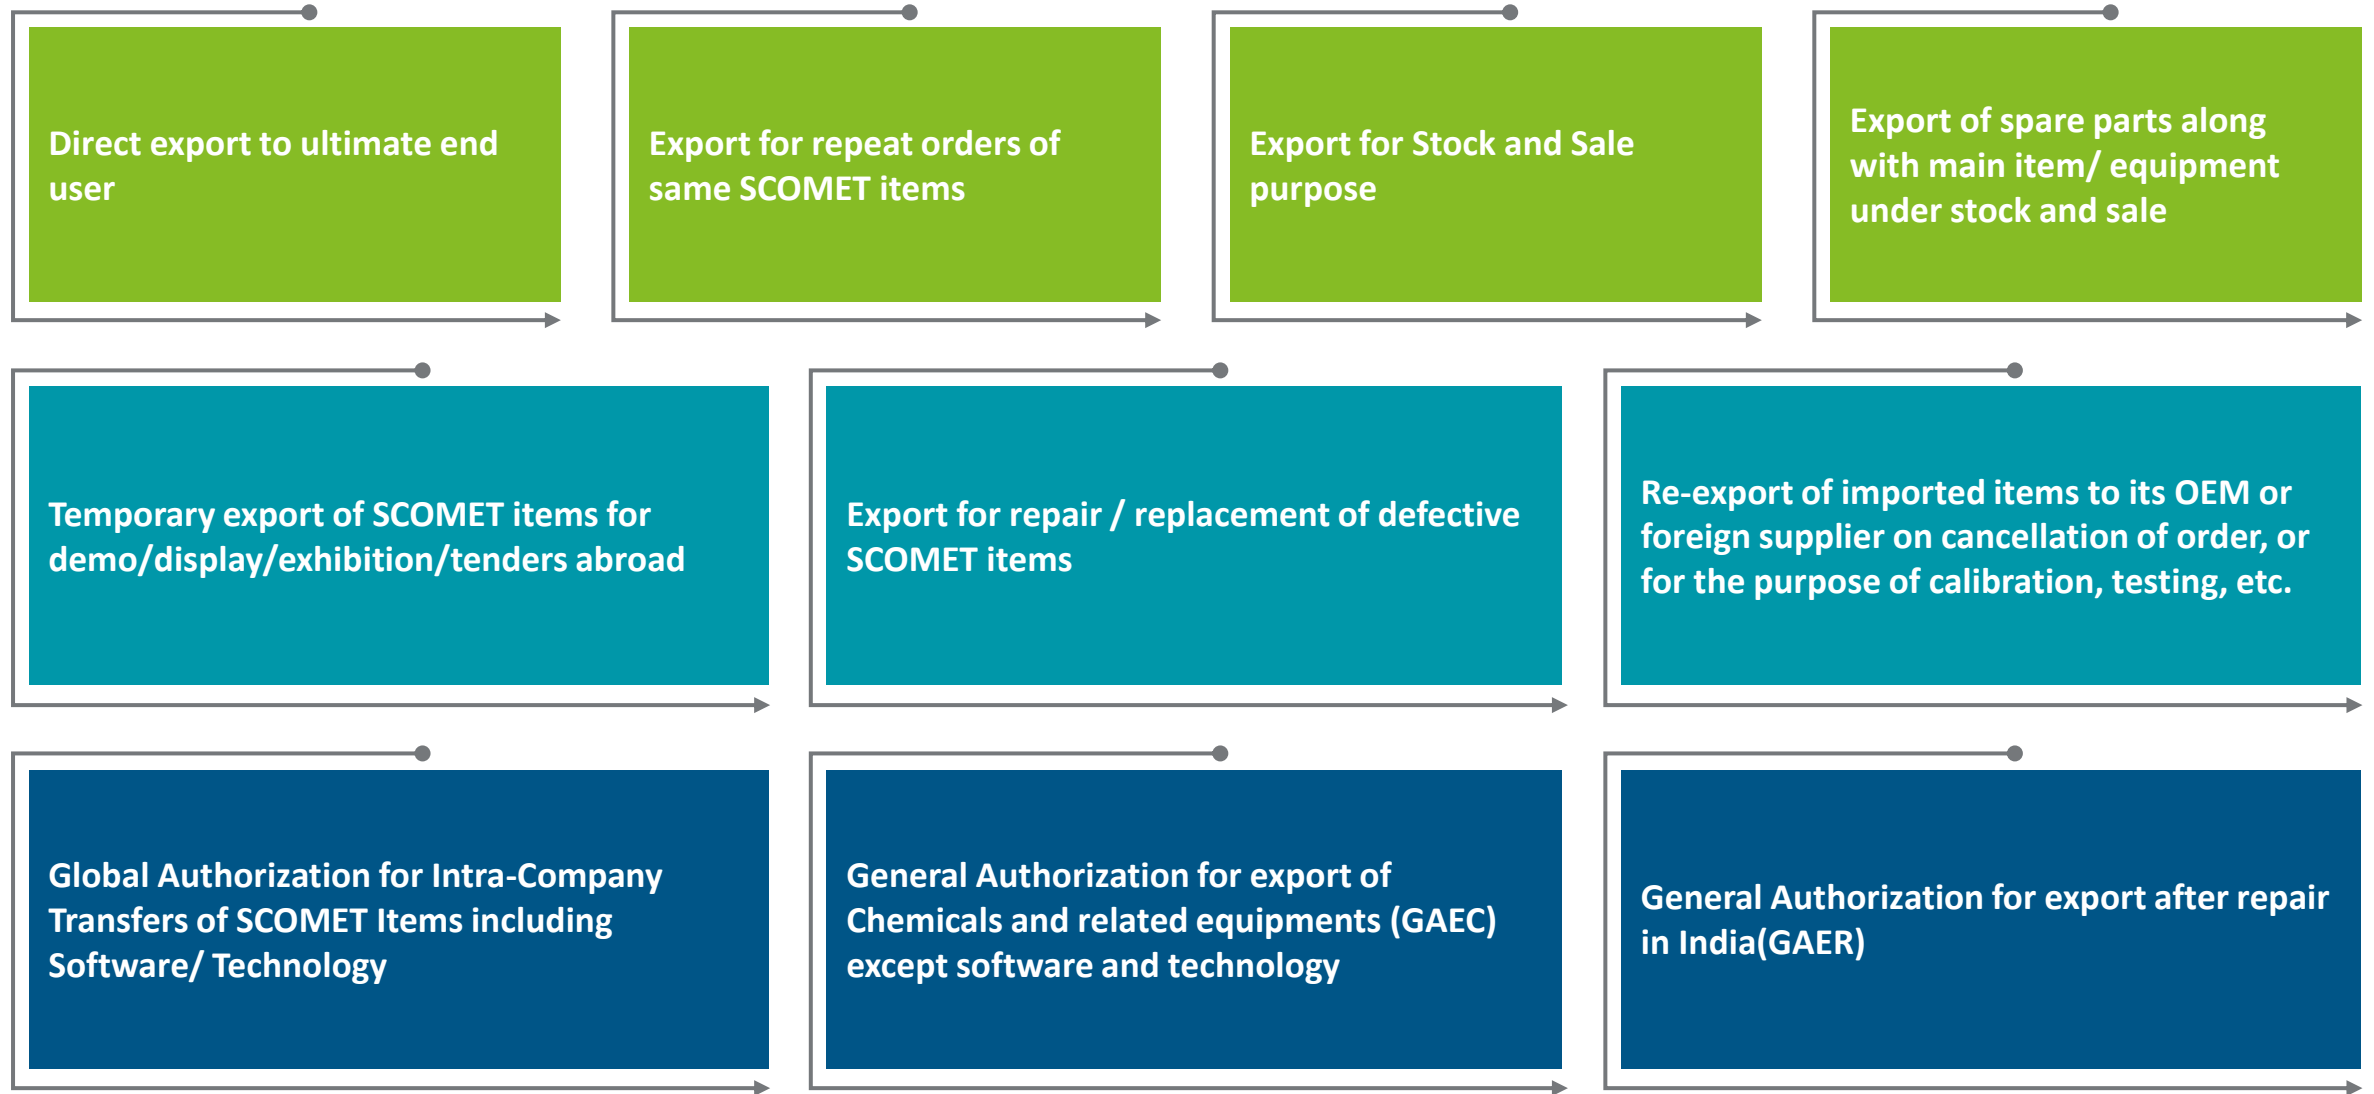 Direct export to ultimate end
user
Export for repeat orders of
same SCOMET items
Export for Stock and Sale
purpose
Export of spare parts along
with main item/ equipment
under stock and sale
Temporary export of SCOMET items for
demo/display/exhibition/tenders abroad
Export for repair / replacement of defective
SCOMET items
Re-export of imported items to its OEM or
foreign supplier on cancellation of order, or
for the purpose of calibration, testing, etc.
Global Authorization for Intra-Company
Transfers of SCOMET Items including
Software/ Technology
General Authorization for export of
Chemicals and related equipments (GAEC)
except software and technology
General Authorization for export after repair
in India(GAER)